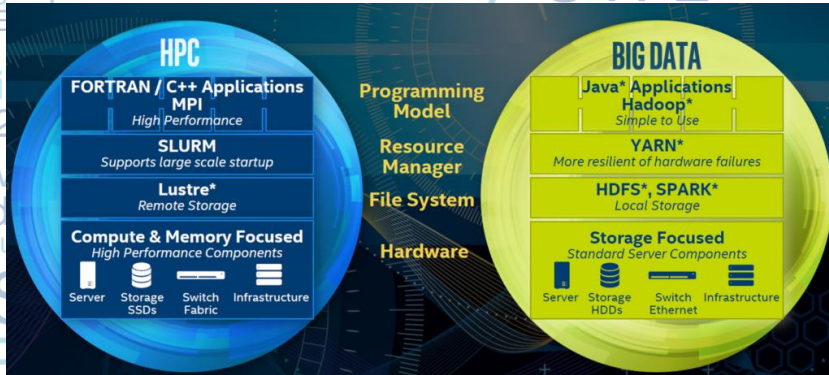 HPC
FORTRAN / C++ Applications
MPI
High Performance
SLURM
Supports large scale startup
Lustre*
Remote Storage
Compute & Memory Focused
High Performance Components
Server
Storage
SSDs
Switch
Fabric
Infrastructure
Programming
Model
Resource
Manager
File System
Hardware
BIG DATA
Java* Applications
Hadoop*
Simple to Use
YARN*
More resilient of hardware failures
HDFS*, SPARK*
Local Storage
Storage Focused
Standard Server Components
Server
Storage
HDDs
Switch
Ethernet
Infrastructure